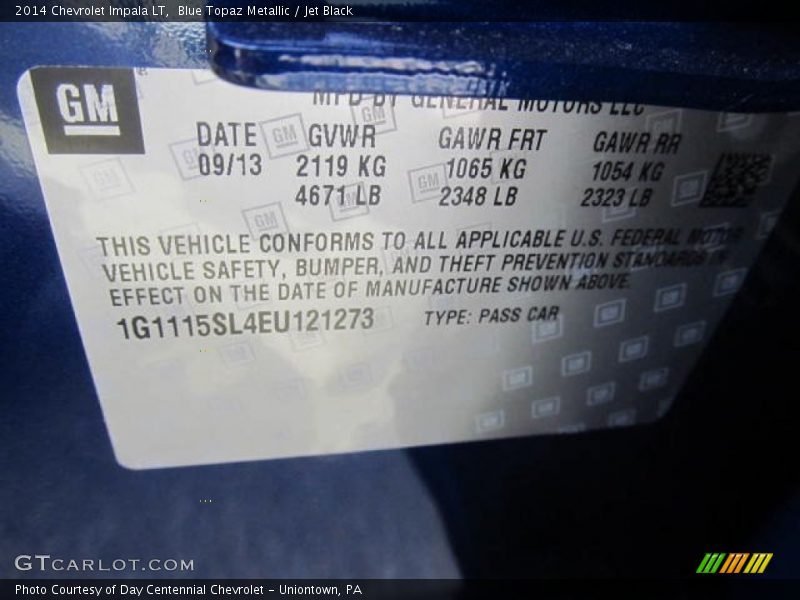 2014 Chevrolet Impala LT, Blue Topaz Metallic / Jet Black
GM
MFD BY GENERAL MOTORS LLC
DATE GVWR GAWR FRT GAWR RR
09/13 2119 KG 1065 KG 1054 KG
4671 LB 2348 LB 2323 LB
THIS VEHICLE CONFORMS TO ALL APPLICABLE U.S. FEDERAL MOTOR
VEHICLE SAFETY, BUMPER, AND THEFT PREVENTION STANDARDS IN
EFFECT ON THE DATE OF MANUFACTURE SHOWN ABOVE.
1G1115SL4EU121273 TYPE: PASS CAR
GTCARLOT.COM
Photo Courtesy of Day Centennial Chevrolet - Uniontown, PA